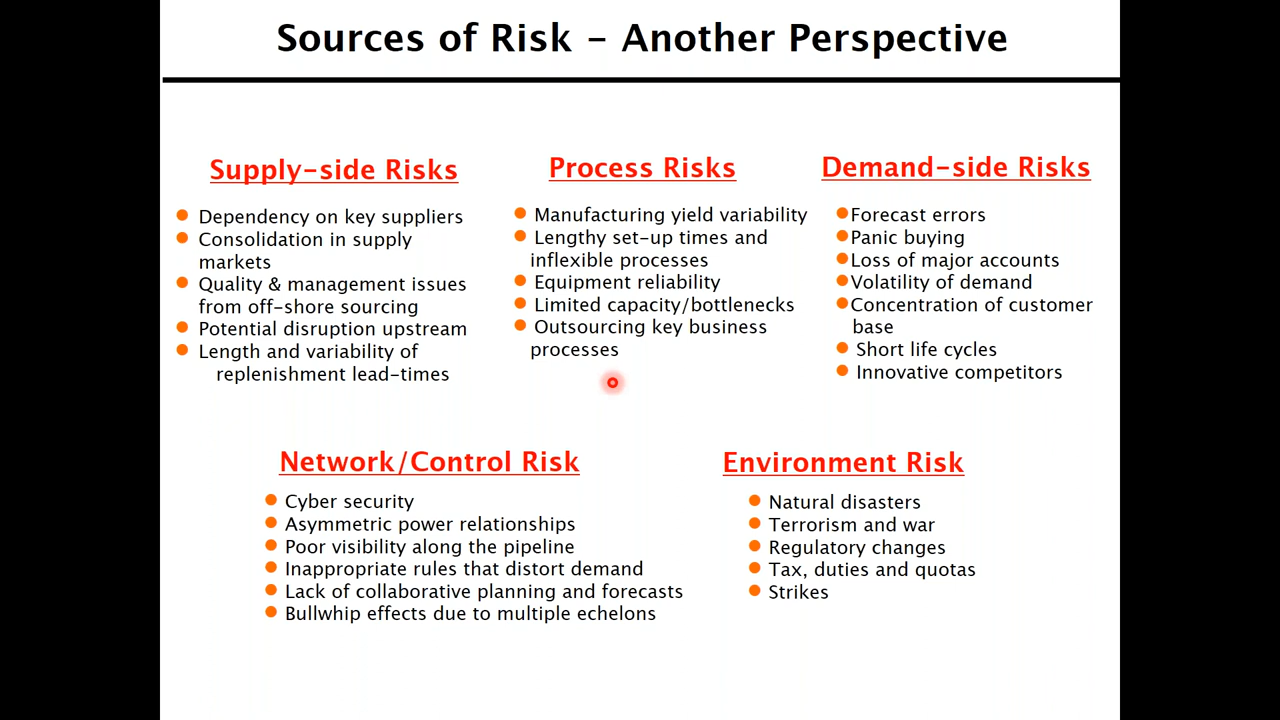 Sources of Risk – Another Perspective
Supply-side Risks
Dependency on key suppliers
Consolidation in supply
markets
Quality & management issues
from off-shore sourcing
Potential disruption upstream
Length and variability of
replenishment lead-times
Process Risks
Manufacturing yield variability
Lengthy set-up times and
inflexible processes
Equipment reliability
Limited capacity/bottlenecks
Outsourcing key business
processes
Demand-side Risks
Forecast errors
Panic buying
Loss of major accounts
Volatility of demand
Concentration of customer
base
Short life cycles
Innovative competitors
Network/Control Risk
Cyber security
Asymmetric power relationships
Poor visibility along the pipeline
Inappropriate rules that distort demand
Lack of collaborative planning and forecasts
Bullwhip effects due to multiple echelons
Environment Risk
Natural disasters
Terrorism and war
Regulatory changes
Tax, duties and quotas
Strikes